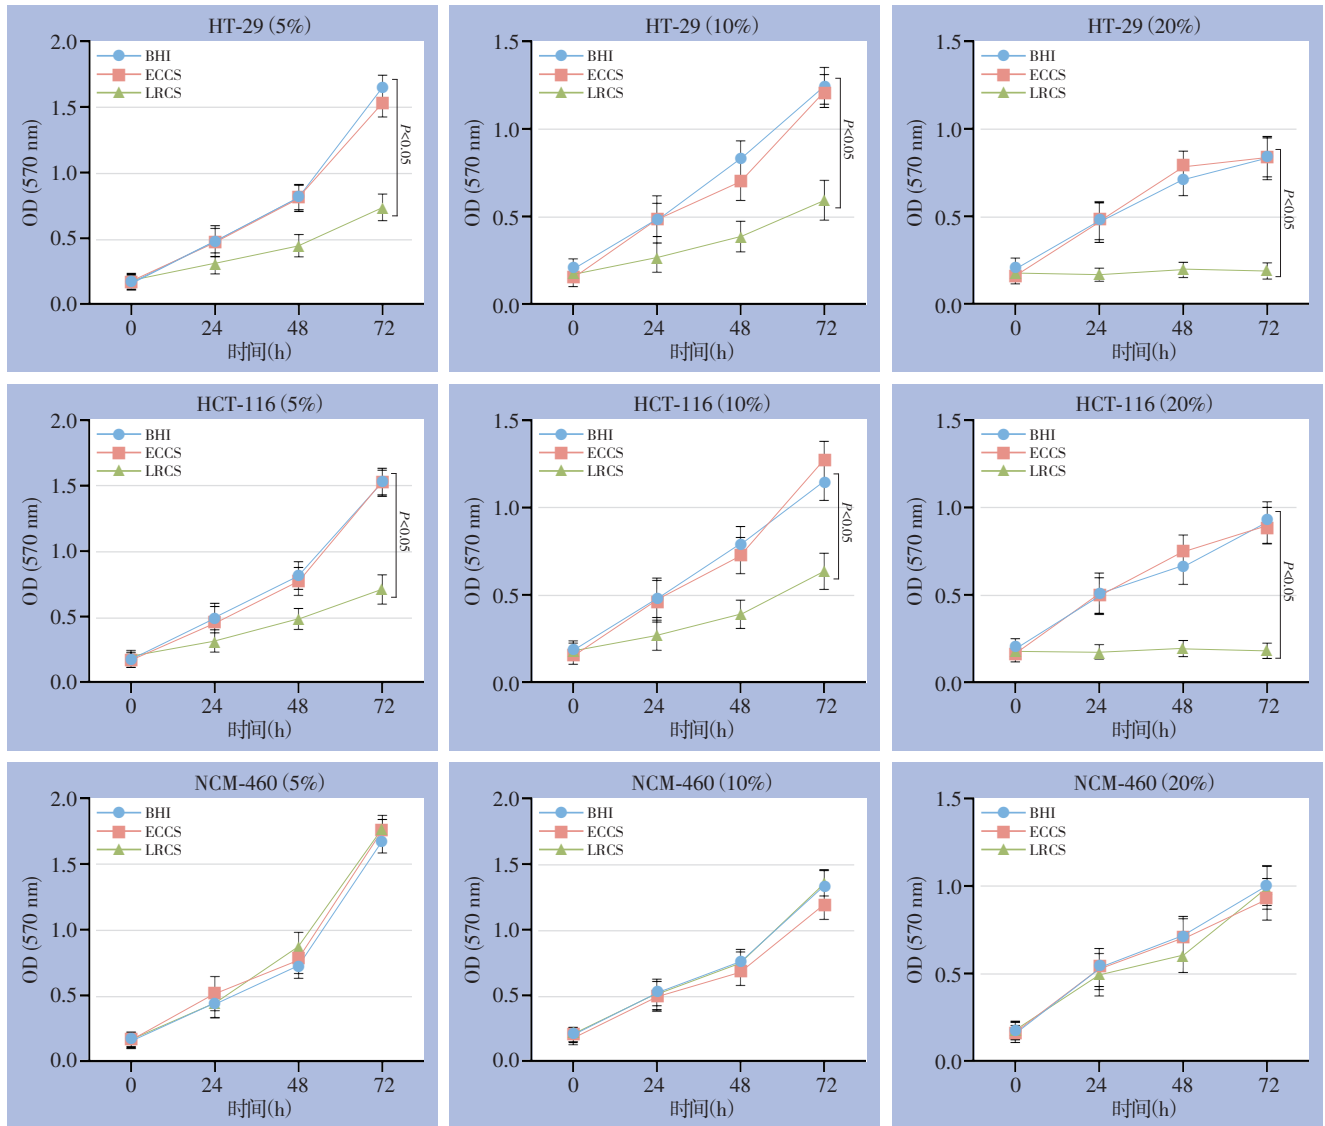 HT-29 (5%)
2.0
1.5
1.0
0.5
0.0
OD (570 nm)
BHI
ECCS
LRCS
P<0.05
0 24 48 72
时间(h)
HT-29 (10%)
1.5
1.0
0.5
0.0
OD (570 nm)
BHI
ECCS
LRCS
P<0.05
0 24 48 72
时间(h)
HT-29 (20%)
1.5
1.0
0.5
0.0
OD (570 nm)
BHI
ECCS
LRCS
P<0.05
0 24 48 72
时间(h)
HCT-116 (5%)
2.0
1.5
1.0
0.5
0.0
OD (570 nm)
BHI
ECCS
LRCS
P<0.05
0 24 48 72
时间(h)
HCT-116 (10%)
1.5
1.0
0.5
0.0
OD (570 nm)
BHI
ECCS
LRCS
P<0.05
0 24 48 72
时间(h)
HCT-116 (20%)
1.5
1.0
0.5
0.0
OD (570 nm)
BHI
ECCS
LRCS
P<0.05
0 24 48 72
时间(h)
NCM-460 (5%)
2.0
1.5
1.0
0.5
0.0
OD (570 nm)
BHI
ECCS
LRCS
0 24 48 72
时间(h)
NCM-460 (10%)
2.0
1.5
1.0
0.5
0.0
OD (570 nm)
BHI
ECCS
LRCS
0 24 48 72
时间(h)
NCM-460 (20%)
1.5
1.0
0.5
0.0
OD (570 nm)
BHI
ECCS
LRCS
0 24 48 72
时间(h)